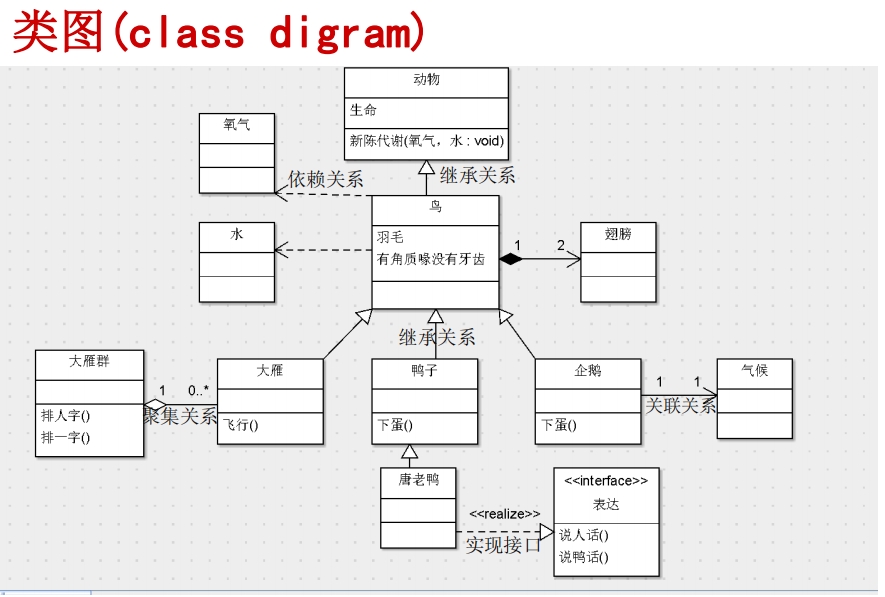 类图(class digram)
动物
生命
新陈代谢(氧气，水 : void)
氧气
依赖关系
继承关系
鸟
羽毛
有角质喙没有牙齿
水
1
2
翅膀
继承关系
大雁群
排人字()
排一字()
1
0..*
聚集关系
大雁
飞行()
鸭子
下蛋()
企鹅
下蛋()
1
1
关联关系
气候
唐老鸭
<<realize>>
实现接口
<<interface>>
表达
说人话()
说鸭话()